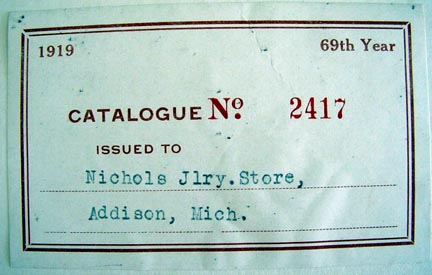 1919 69th Year
CATALOGUE No. 2417
ISSUED TO
Nichols Jlry. Store,
Addison, Mich.